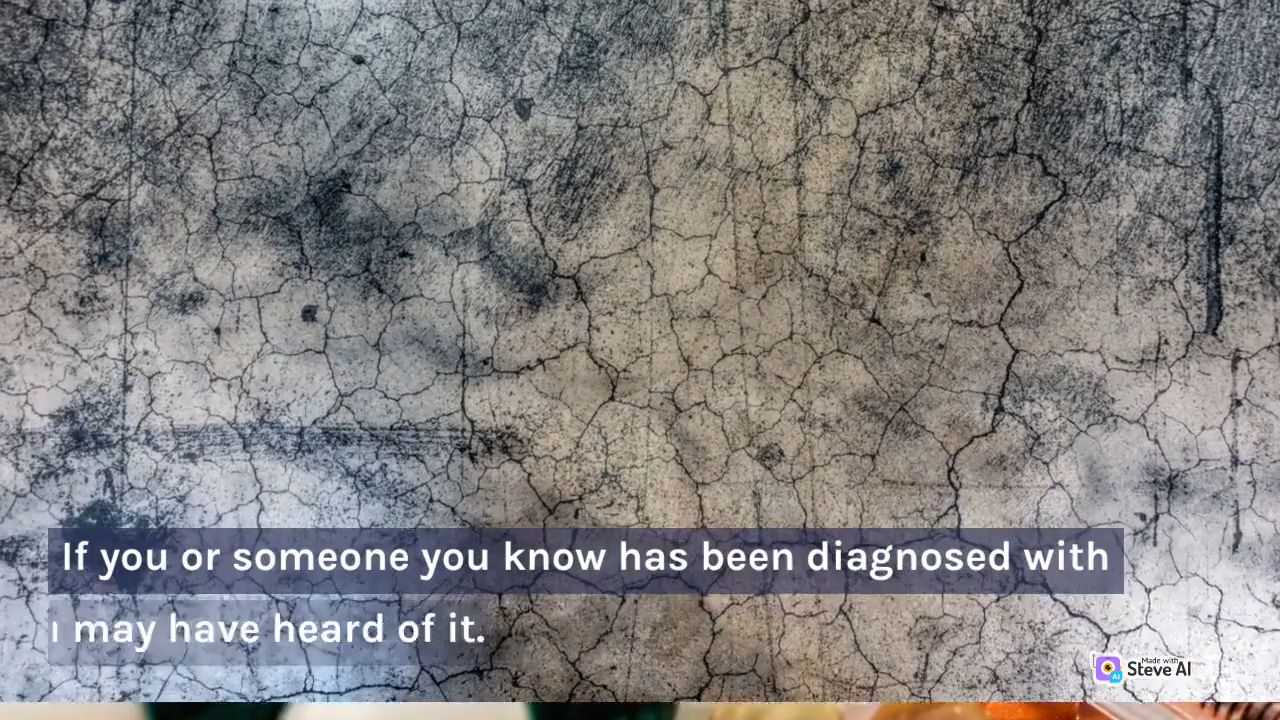 If you or someone you know has been diagnosed with
may have heard of it.
Made with
Steve AI